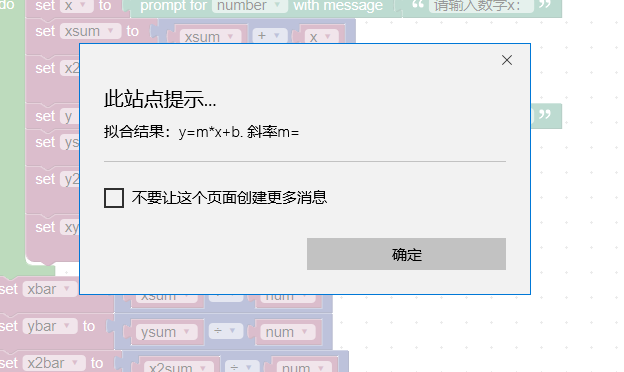 do set x to prompt for number with message “ 请输入数字x： ”
set xsum to xsum + x
set x2
set y ”
set ys
set y2
set xy
此站点提示...
拟合结果：y=m*x+b. 斜率m=
不要让这个页面创建更多消息
确定
set xbar xsum num
set ybar to ysum ÷ num
set x2bar to x2sum ÷ num